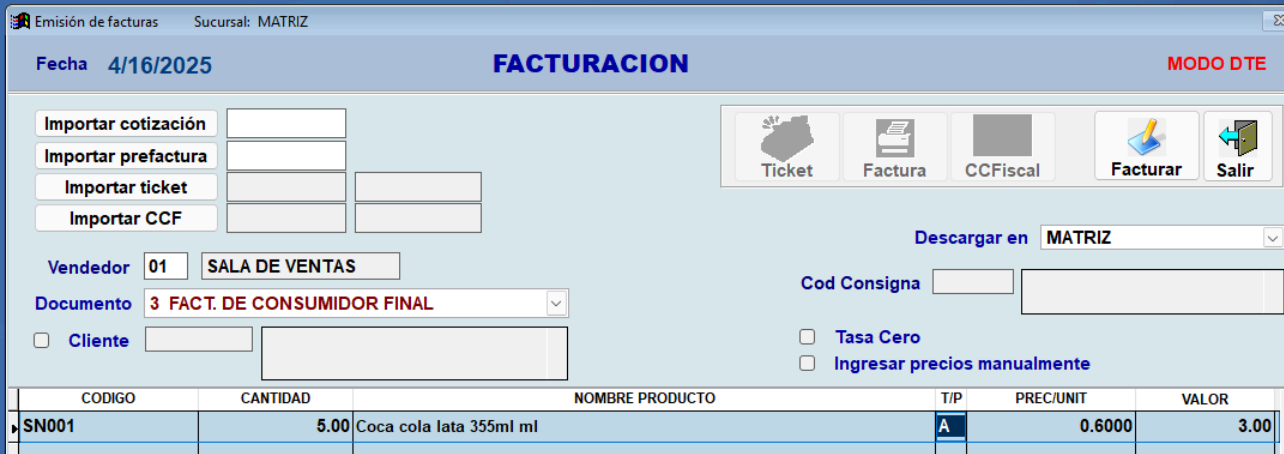 Emisión de facturas Sucursal: MATRIZ
Fecha 4/16/2025 FACTURACION MODO DTE
Importar cotización
Importar prefactura
Importar ticket
Importar CCF
Ticket Factura CCFiscal Facturar Salir
Descargar en MATRIZ
Vendedor 01 SALA DE VENTAS
Cod Consigna
Documento 3 FACT. DE CONSUMIDOR FINAL
Cliente
Tasa Cero
Ingresar precios manualmente
CODIGO CANTIDAD NOMBRE PRODUCTO T/P PREC/UNIT VALOR
SN001 5.00 Coca cola lata 355ml ml A 0.6000 3.00